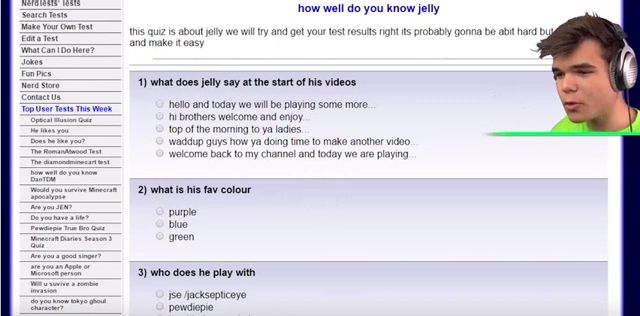 NerdTests' Tests
Search Tests
Make Your Own Test
Edit a Test
What Can I Do Here?
Jokes
Fun Pics
Nerd Store
Contact Us
Top User Tests This Week
Optical Illusion Quiz
He likes you
Does he like you?
The RomanAtwood Test
The diamondminecart test
how well do you know
DanTDM
Would you survive Minecraft
apocalypse
Are you JEN?
Do you have a life?
Pewdiepie True Bro Quiz
Minecraft Diaries Season 3
Quiz
Are you a good singer?
are you an Apple or
Microsoft person
Will u suvive a zombie
invasion
do you know tokyo ghoul
character?
how well do you know jelly
this quiz is about jelly we will try and get your test results right its probably gonna be abit hard but
and make it easy
1) what does jelly say at the start of his videos
hello and today we will be playing some more...
hi brothers welcome and enjoy...
top of the morning to ya ladies...
waddup guys how ya doing time to make another video...
welcome back to my channel and today we are playing...
2) what is his fav colour
purple
blue
green
3) who does he play with
jse /jacksepticeye
pewdiepie